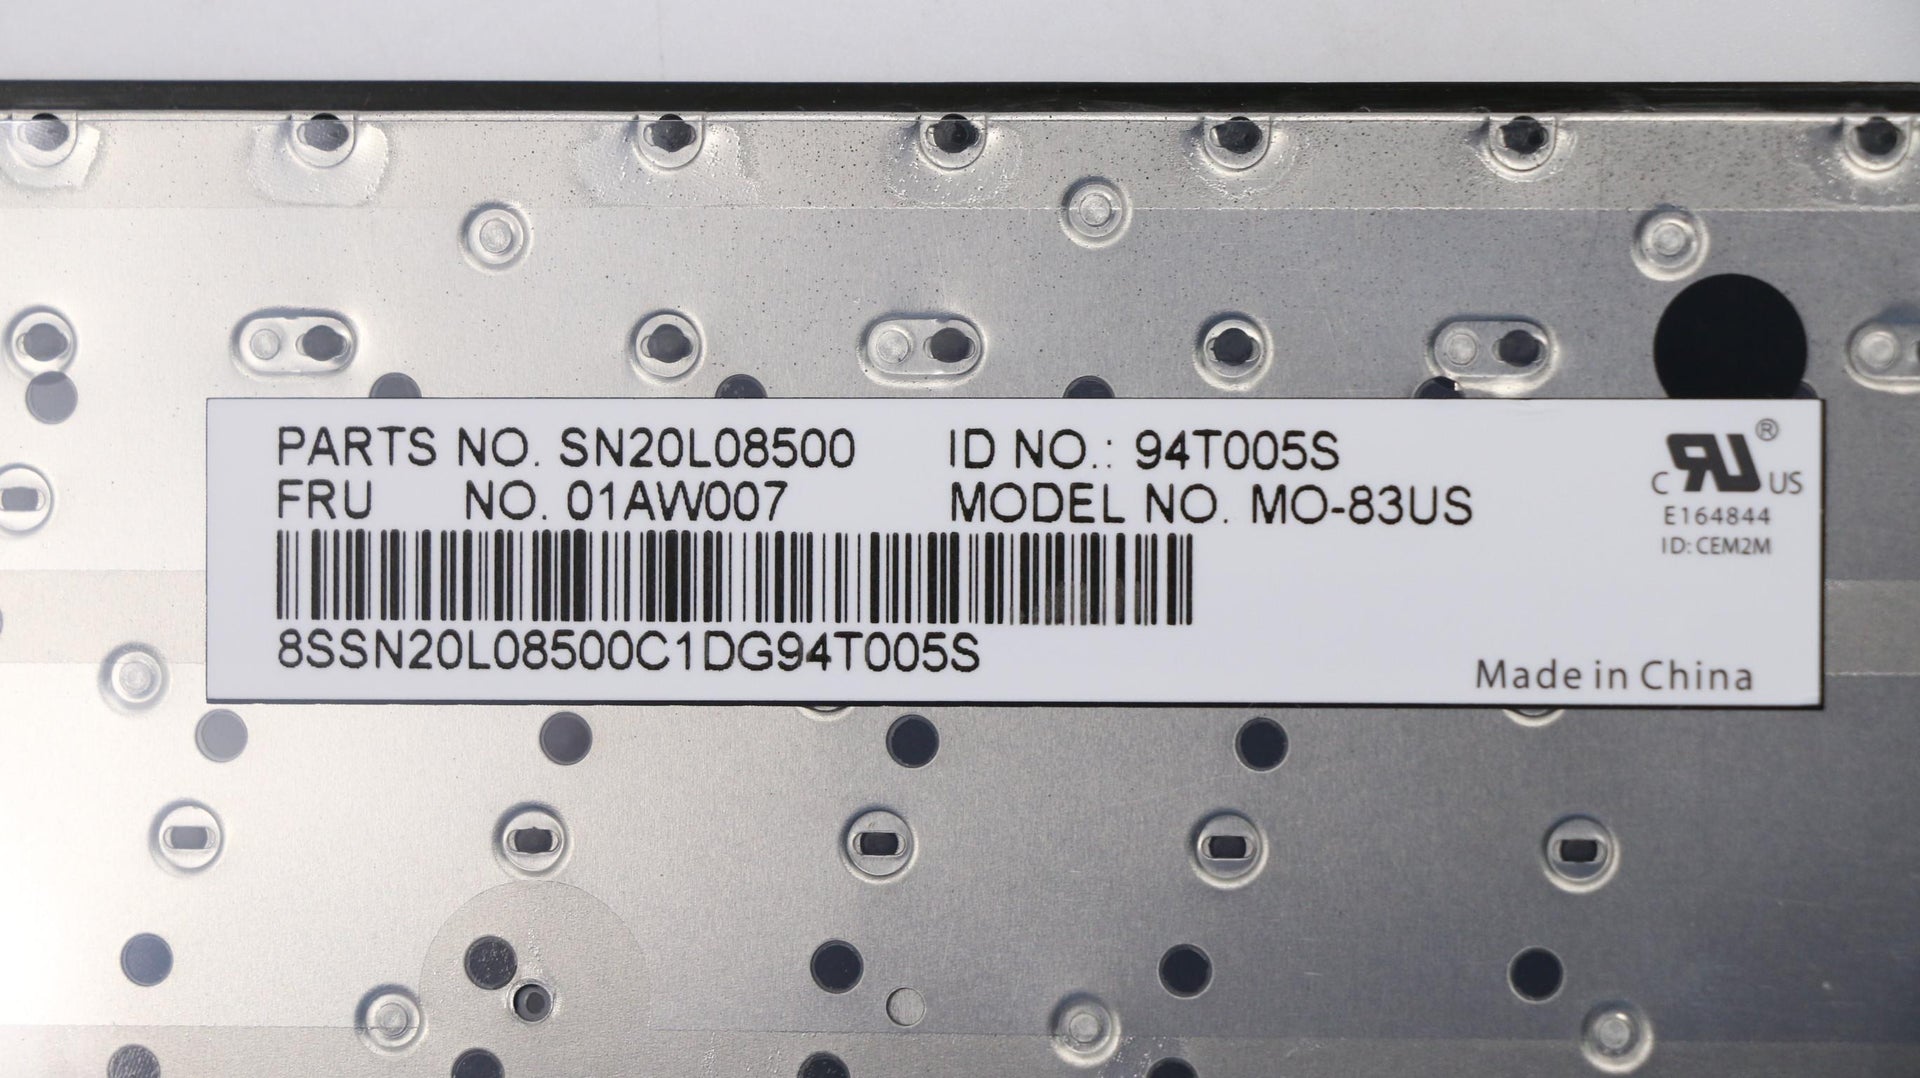 PARTS NO. SN20L08500 ID NO.: 94T005S
FRU NO. 01AW007 MODEL NO. MO-83US
8SSN20L08500C1DG94T005S
®
C RU US
E164844
ID: CEM2M
Made in China